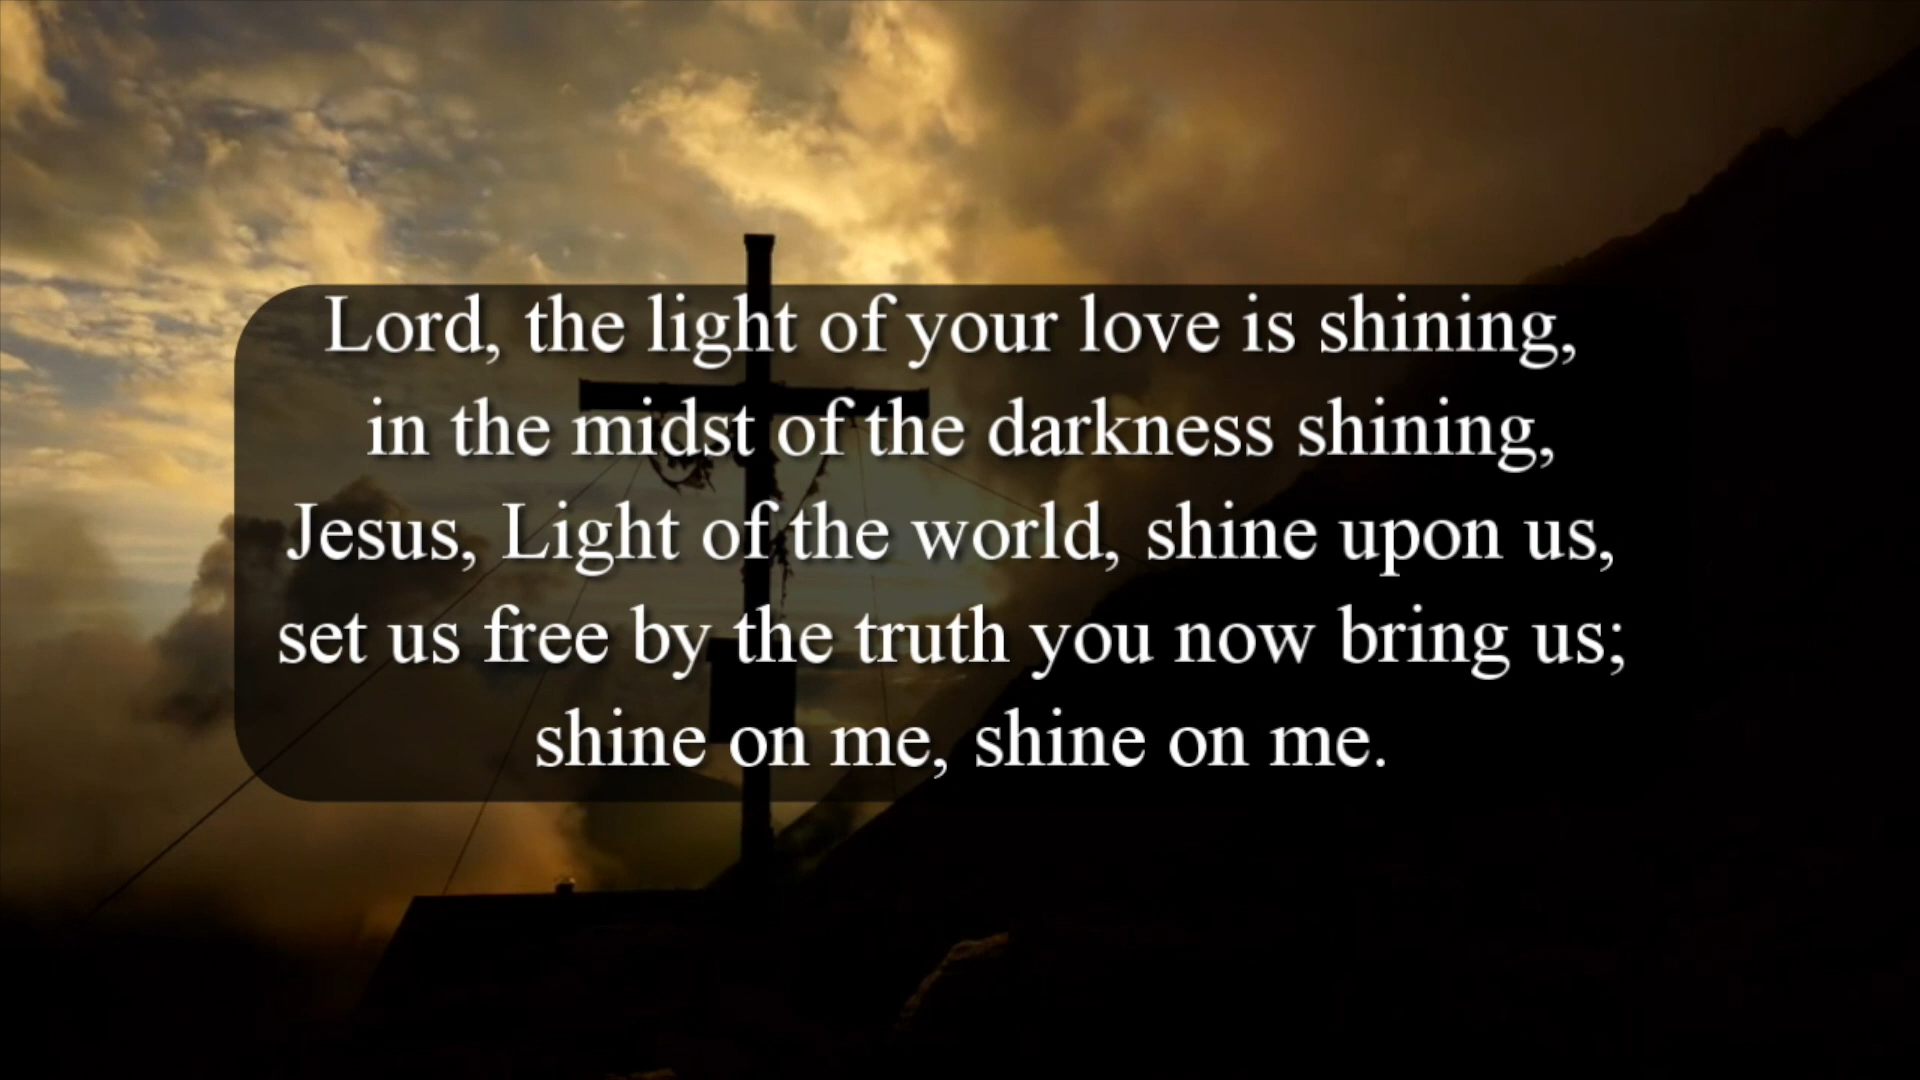 Lord, the light of your love is shining,
in the midst of the darkness shining,
Jesus, Light of the world, shine upon us,
set us free by the truth you now bring us;
shine on me, shine on me.